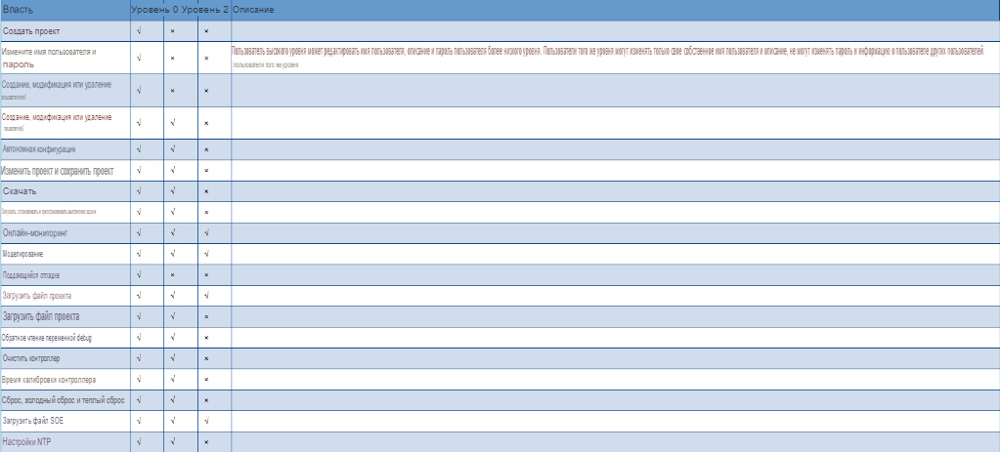 Власть Уровень 0 Уровень 2 Описание
Создать проект √ × ×
Измените имя пользователя и
пароль √ × ×
Пользователь высокого уровня может редактировать имя пользователя, описание и пароль пользователя более низкого уровня. Пользователи того же уровня могут изменять только свое собственное имя пользователя и описание, не могут изменять пароль и информацию о пользователе других пользователей.
пользователи того же уровня
Создание, модификация или удаление
√ × ×
Создание, модификация или удаление
√ √ ×
Автономная конфигурация √ √ ×
Изменить проект и сохранить проект √ √ ×
Скачать √ √ ×
Запускать, останавливать и приостанавливать выполнение задачи √ √ ×
Онлайн-мониторинг √ √ √
Моделирование √ √ √
Поддающийся отладке √ × ×
Загрузить файл проекта √ √ √
Загрузить файл проекта √ √ ×
Обратное чтение переменной debug √ √ ×
Очистить контроллер √ √ ×
Время калибровки контроллера √ √ ×
Сброс, холодный сброс и теплый сброс √ √ ×
Загрузить файл SOE √ √ √
Настройки NTP √ √ ×